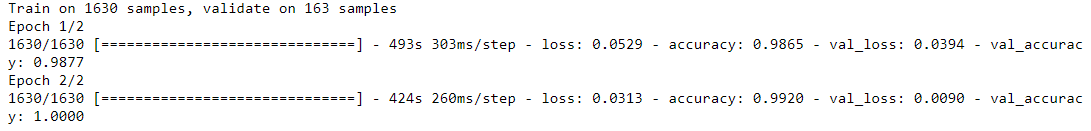 Train on 1630 samples, validate on 163 samples
Epoch 1/2
1630/1630 [==============================] - 493s 303ms/step - loss: 0.0529 - accuracy: 0.9865 - val_loss: 0.0394 - val_accurac
y: 0.9877
Epoch 2/2
1630/1630 [==============================] - 424s 260ms/step - loss: 0.0313 - accuracy: 0.9920 - val_loss: 0.0090 - val_accurac
y: 1.0000